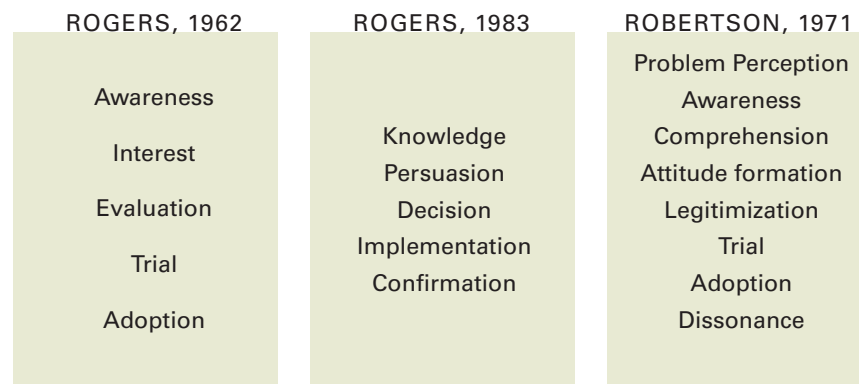 ROGERS, 1962
Awareness
Interest
Evaluation
Trial
Adoption
ROGERS, 1983
Knowledge
Persuasion
Decision
Implementation
Confirmation
ROBERTSON, 1971
Problem Perception
Awareness
Comprehension
Attitude formation
Legitimization
Trial
Adoption
Dissonance